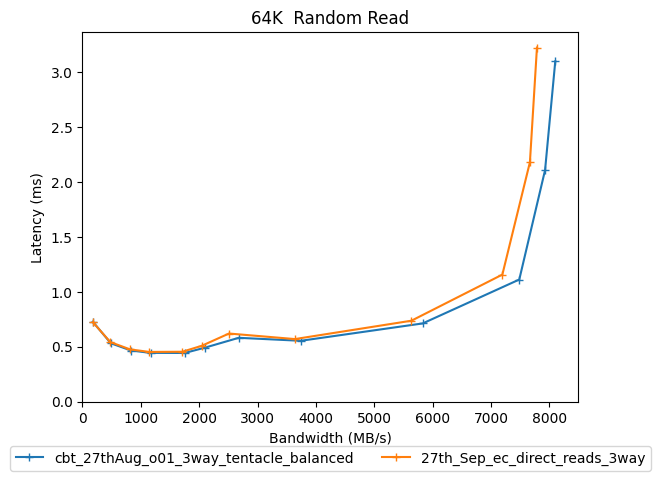 64K  Random Read
Latency (ms)
3.0
2.5
2.0
1.5
1.0
0.5
0.0
0 1000 2000 3000 4000 5000 6000 7000 8000
Bandwidth (MB/s)
cbt_27thAug_o01_3way_tentacle_balanced 27th_Sep_ec_direct_reads_3way